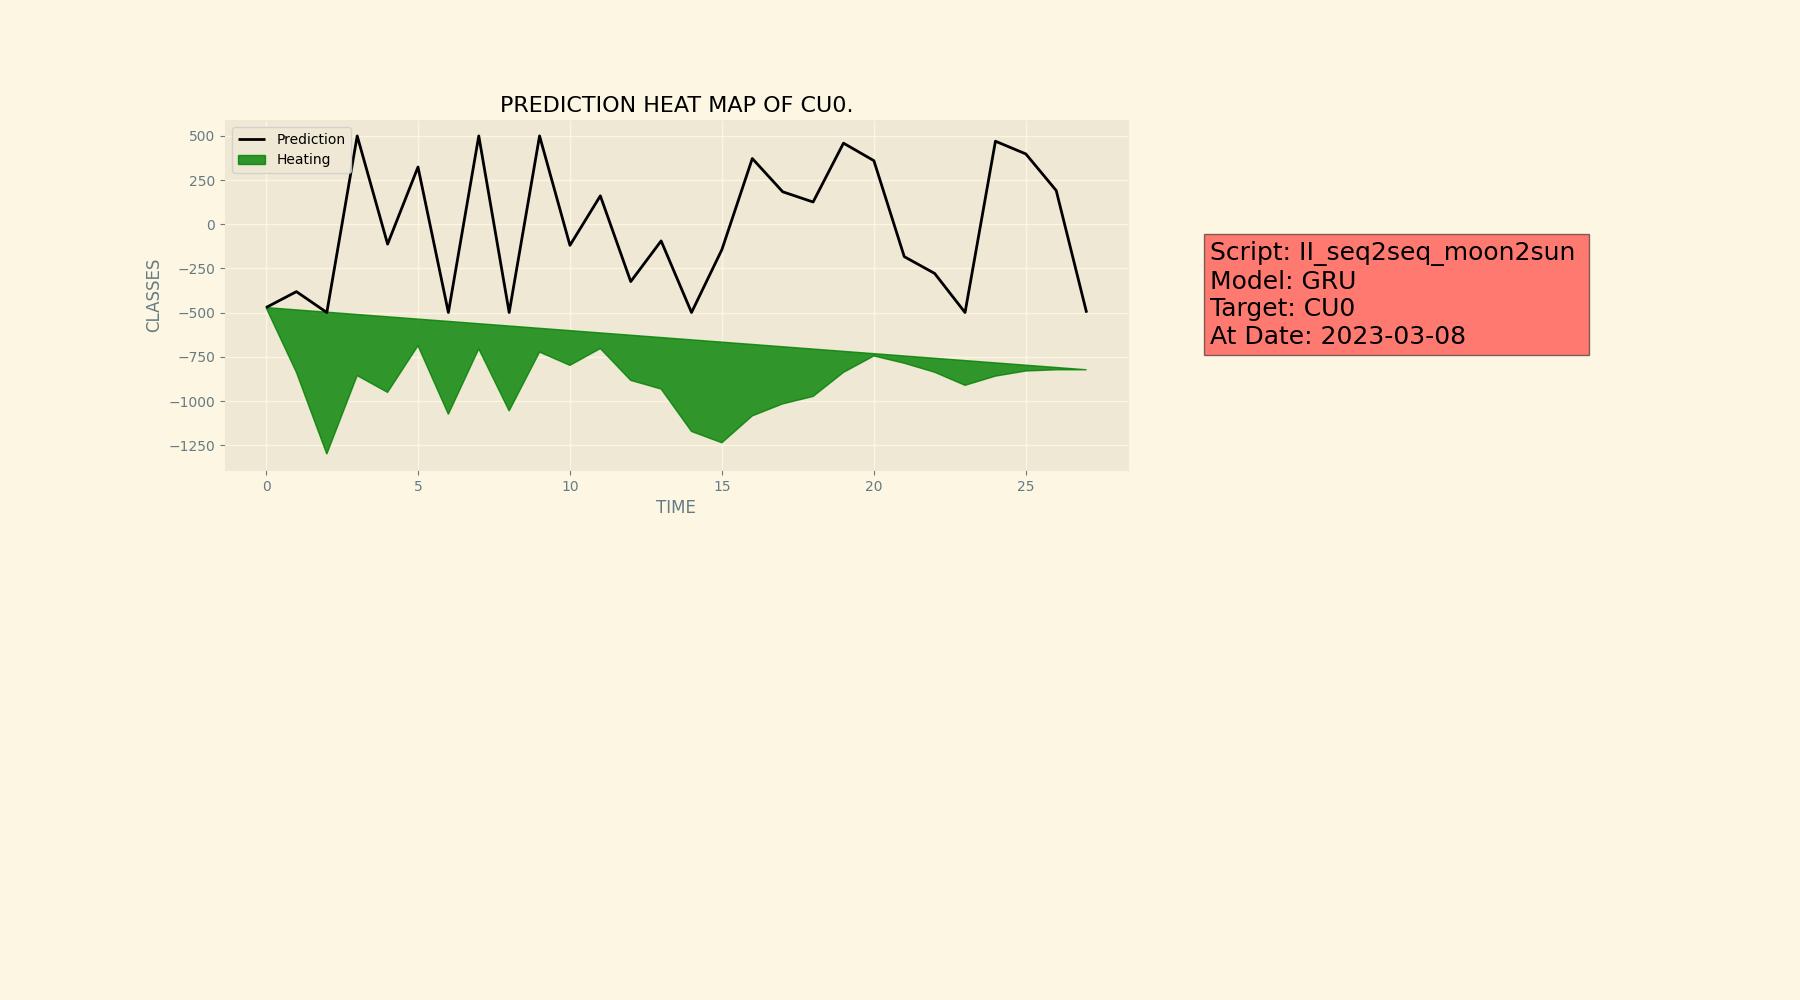 PREDICTION HEAT MAP OF CU0.
Prediction
Heating
500
250
0
−250
−500
−750
−1000
−1250
CLASSES
0 5 10 15 20 25
TIME
Script: II_seq2seq_moon2sun
Model: GRU
Target: CU0
At Date: 2023-03-08